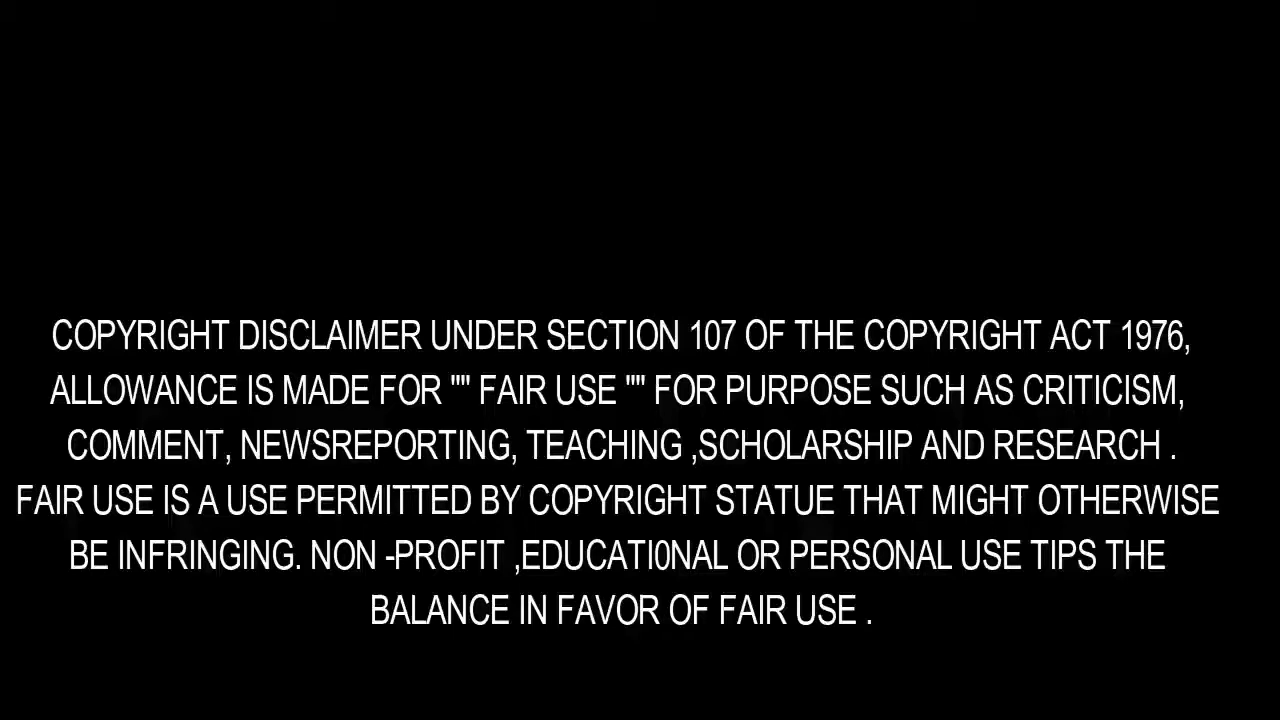 COPYRIGHT DISCLAIMER UNDER SECTION 107 OF THE COPYRIGHT ACT 1976,
ALLOWANCE IS MADE FOR "" FAIR USE "" FOR PURPOSE SUCH AS CRITICISM,
COMMENT, NEWSREPORTING, TEACHING ,SCHOLARSHIP AND RESEARCH .
FAIR USE IS A USE PERMITTED BY COPYRIGHT STATUE THAT MIGHT OTHERWISE
BE INFRINGING. NON -PROFIT ,EDUCATI0NAL OR PERSONAL USE TIPS THE
BALANCE IN FAVOR OF FAIR USE .